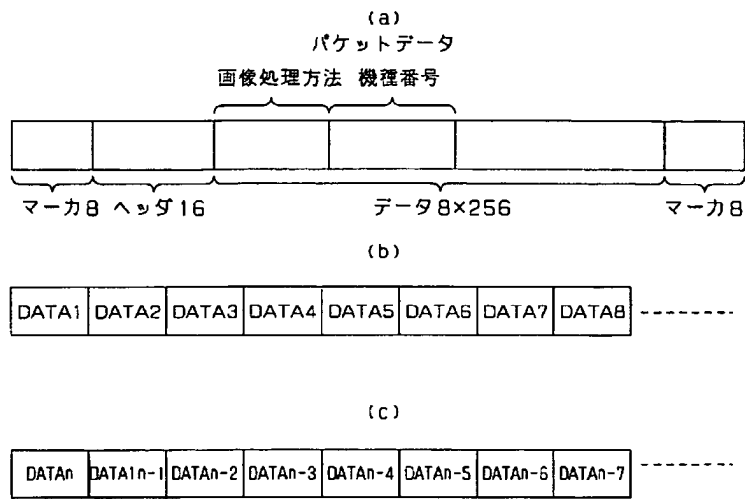 (a)
パケットデータ
画像処理方法 機種番号
マーカ8 ヘッダ16 データ8×256 マーカ8
(b)
DATA1 DATA2 DATA3 DATA4 DATA5 DATA6 DATA7 DATA8
(c)
DATAn DATA1n-1 DATAn-2 DATAn-3 DATAn-4 DATAn-5 DATAn-6 DATAn-7